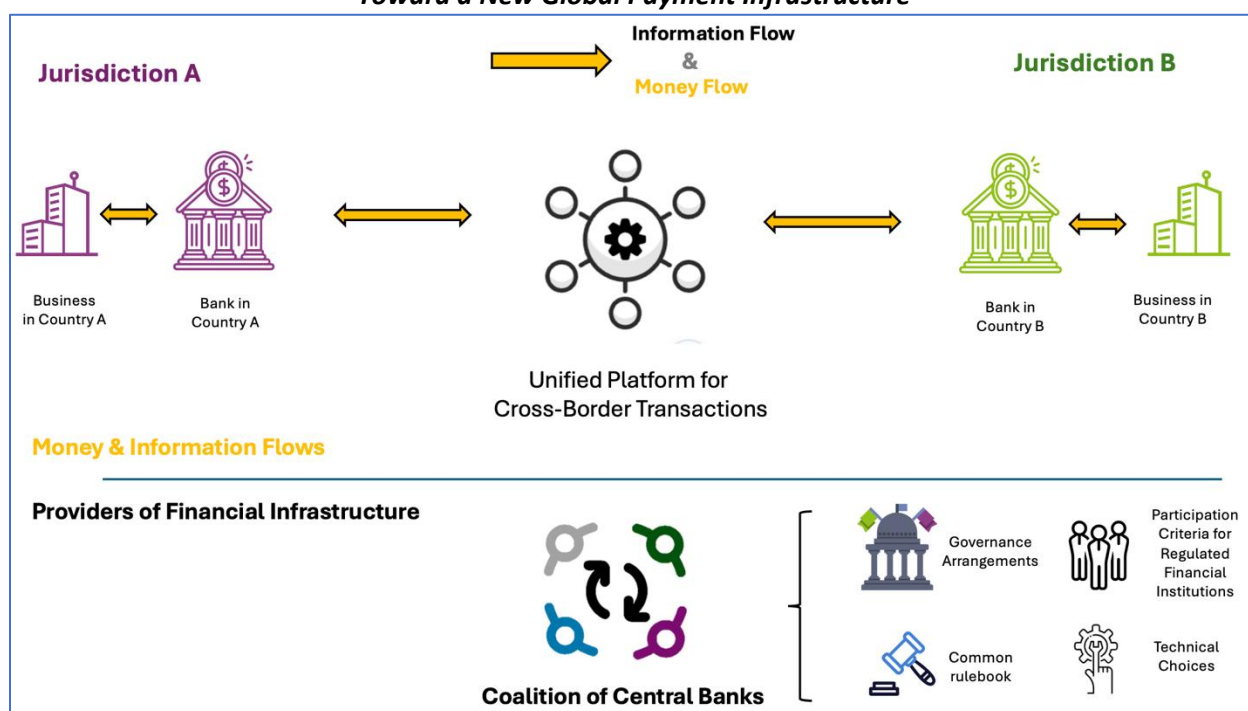 Toward a New Global Payment Infrastructure
Information Flow
&
Money Flow
Jurisdiction A
Jurisdiction B
Business
in Country A
Bank in
Country A
Bank in
Country B
Business in
Country B
Unified Platform for
Cross-Border Transactions
Money & Information Flows
Providers of Financial Infrastructure
Governance
Arrangements
Participation
Criteria for
Regulated
Financial
Institutions
Common
rulebook
Technical
Choices
Coalition of Central Banks